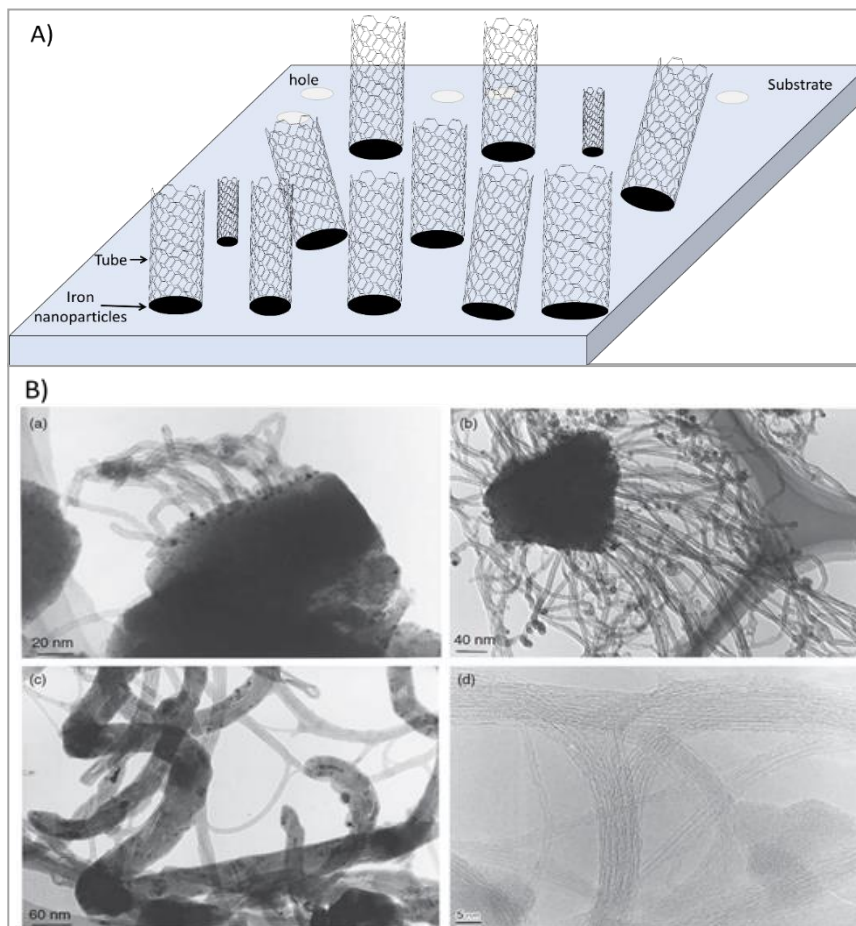 A)
hole
Substrate
Tube
Iron
nanoparticles
B)
(a)
20 nm
(b)
40 nm
(c)
60 nm
(d)
5 nm